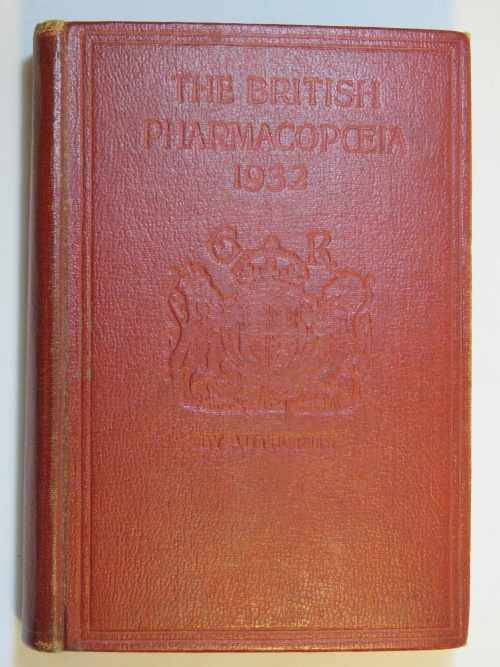 THE BRITISH
PHARMACOPŒIA
1932
G R
BY AUTHORITY